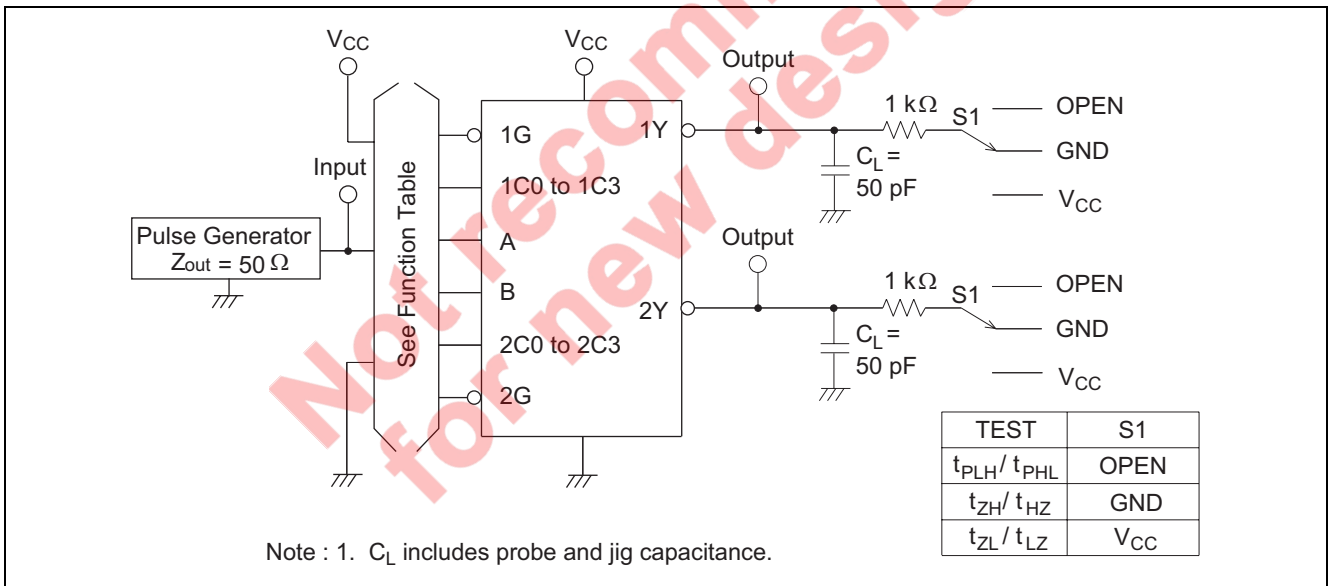 Not recomm
for new desig
VCC
VCC
Output
Input
Pulse Generator
Zout = 50 Ω
See Function Table
1G
1C0 to 1C3
A
B
2C0 to 2C3
2G
1Y
2Y
1 kΩ
S1
OPEN
GND
VCC
CL =
50 pF
Output
1 kΩ
S1
OPEN
GND
VCC
CL =
50 pF
TEST S1
tPLH / tPHL OPEN
tZH / tHZ GND
tZL / tLZ VCC
Note : 1. CL includes probe and jig capacitance.